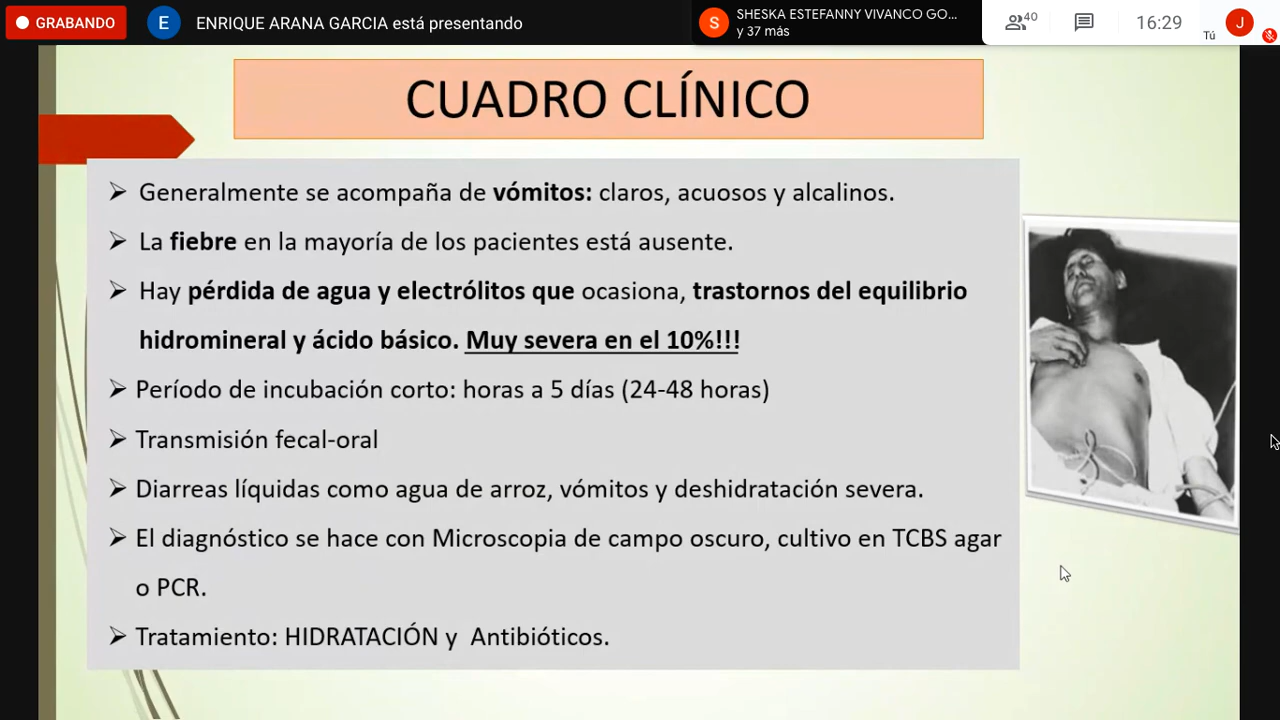 GRABANDO
E
ENRIQUE ARANA GARCIA está presentando
S
SHESKA ESTEFANNY VIVANCO GO...
y 37 más
40
16:29
Tú
J
CUADRO CLÍNICO
Generalmente se acompaña de vómitos: claros, acuosos y alcalinos.
La fiebre en la mayoría de los pacientes está ausente.
Hay pérdida de agua y electrólitos que ocasiona, trastornos del equilibrio
hidromineral y ácido básico. Muy severa en el 10%!!!
Período de incubación corto: horas a 5 días (24-48 horas)
Transmisión fecal-oral
Diarreas líquidas como agua de arroz, vómitos y deshidratación severa.
El diagnóstico se hace con Microscopia de campo oscuro, cultivo en TCBS agar
o PCR.
Tratamiento: HIDRATACIÓN y  Antibióticos.